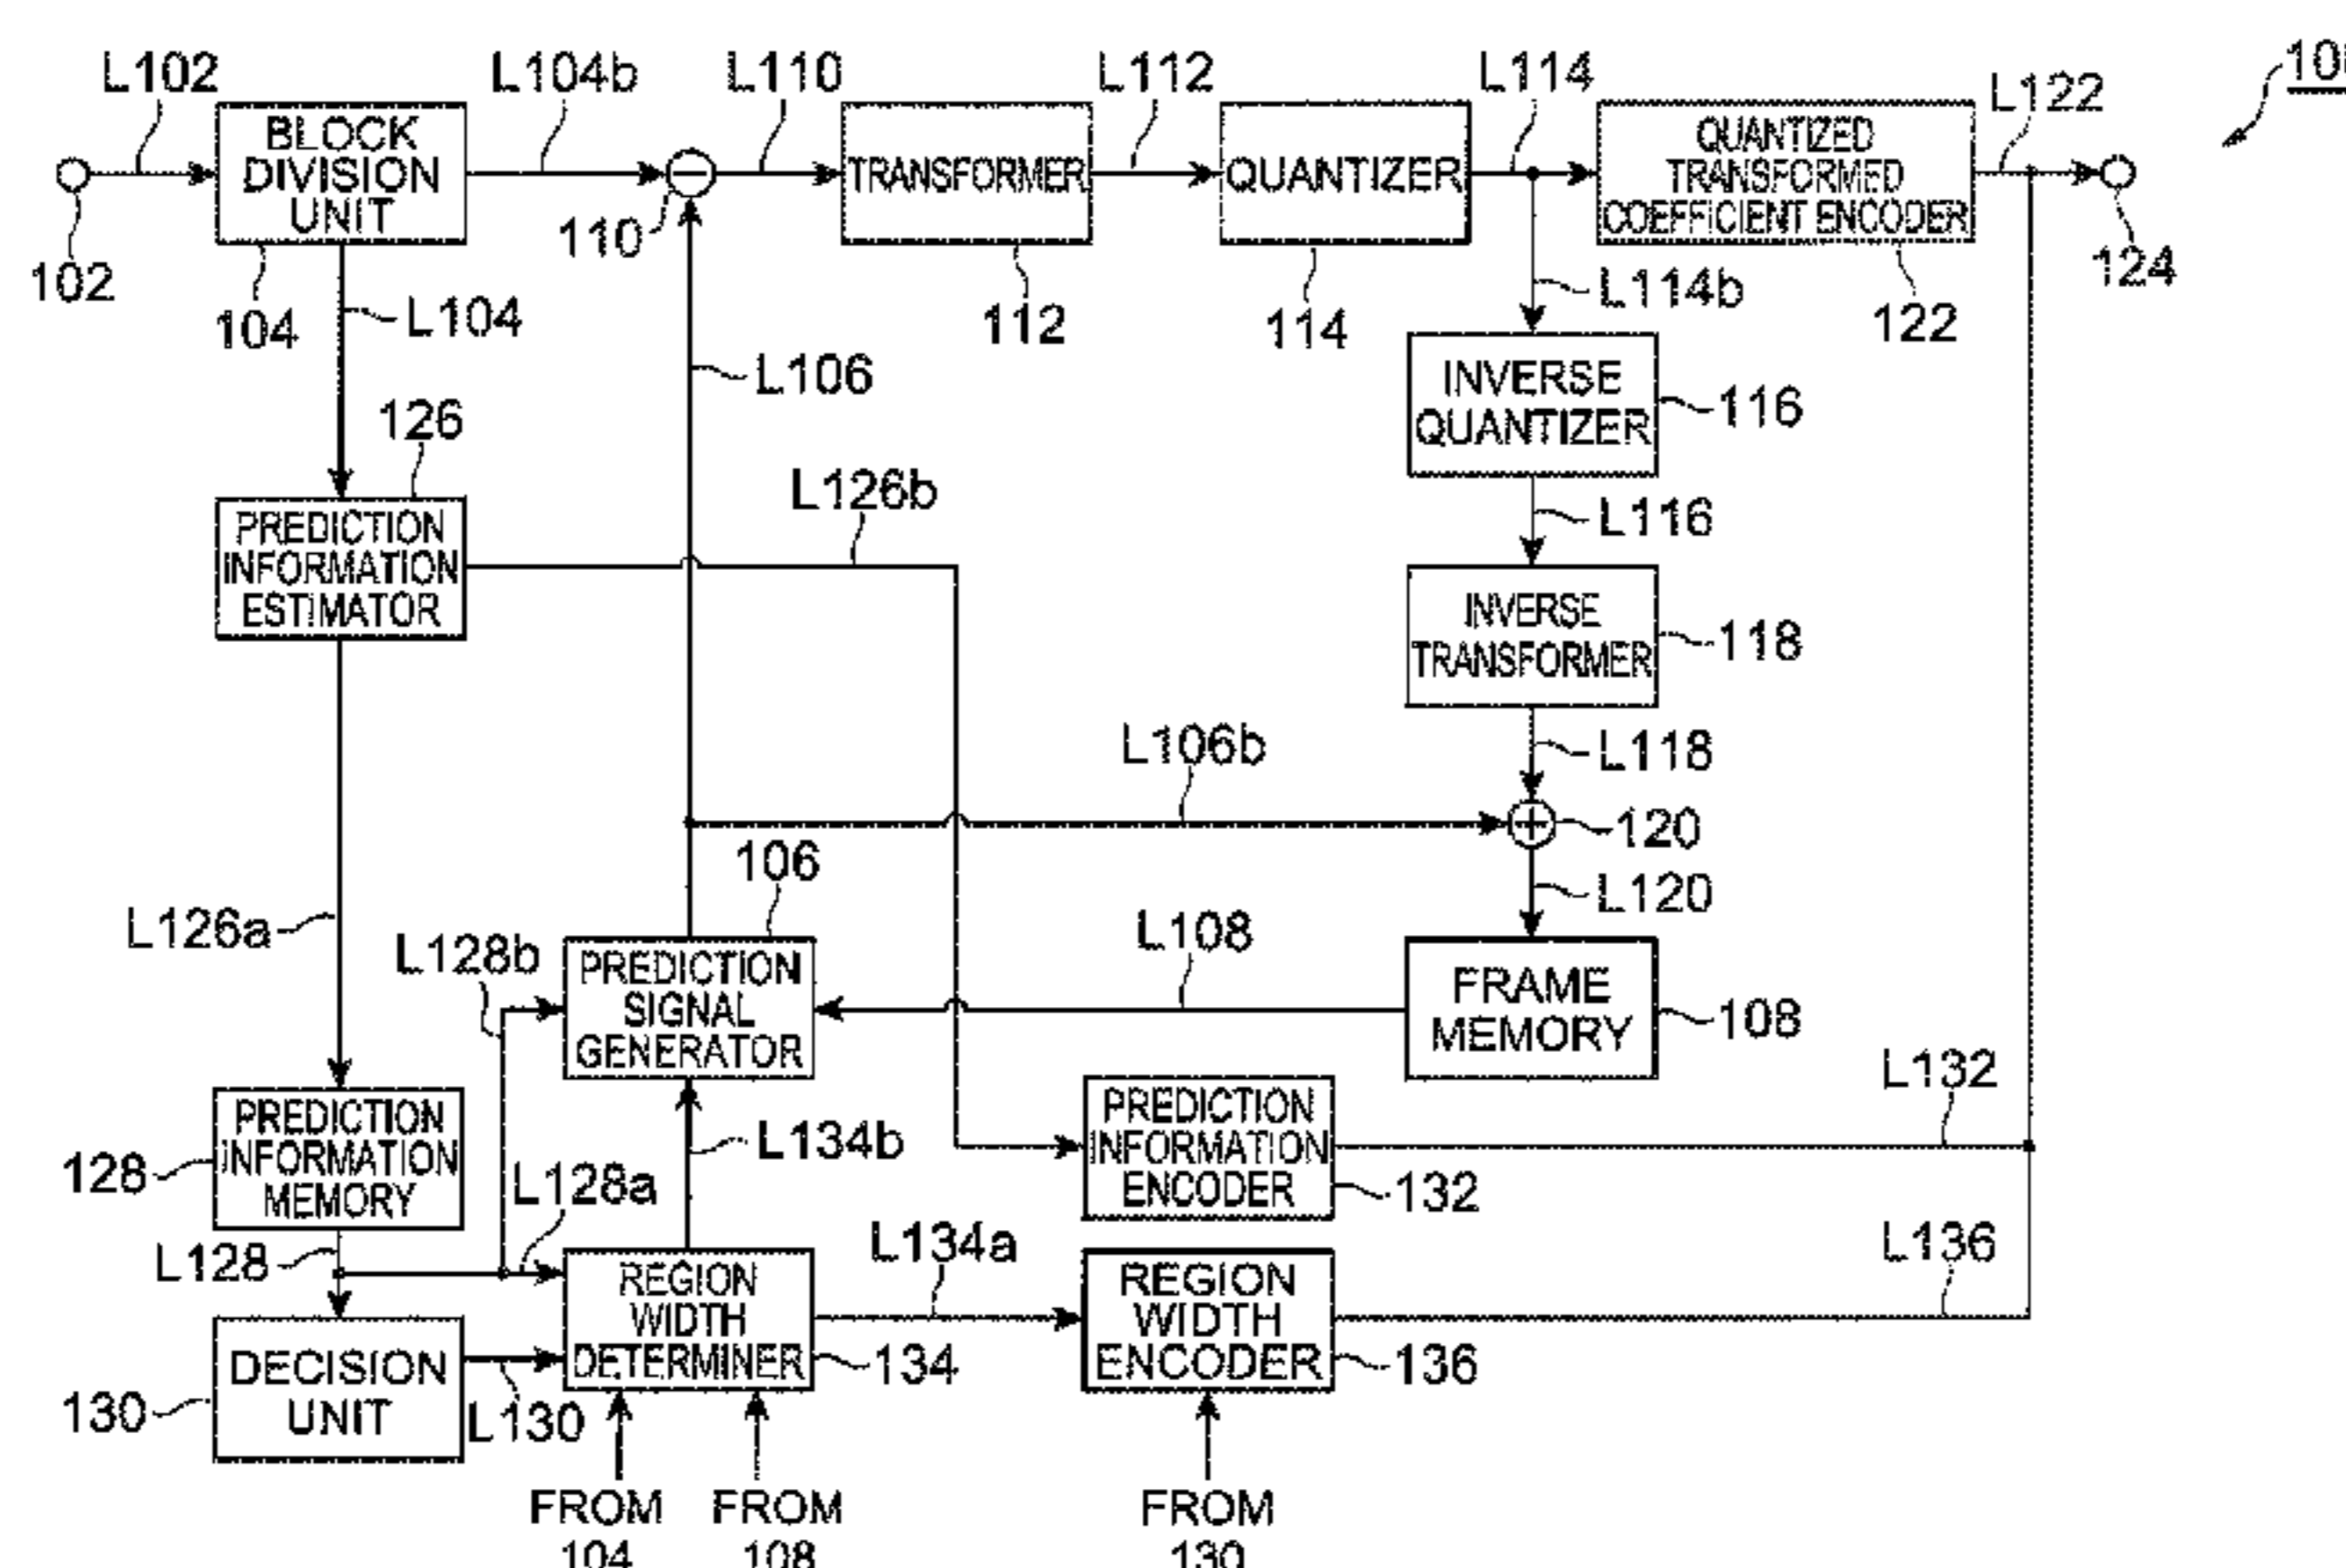 L102
L104b
L110
L112
L114
L122
BLOCK
DIVISION
UNIT
TRANSFORMER
QUANTIZER
QUANTIZED
TRANSFORMED
COEFFICIENT ENCODER
102
104
110
112
114
122
124
L104
L106
L114b
126
INVERSE
QUANTIZER
116
L126b
PREDICTION
INFORMATION
ESTIMATOR
L116
INVERSE
TRANSFORMER
118
L106b
L118
120
106
L126a
L128b
L108
L120
PREDICTION
SIGNAL
GENERATOR
FRAME
MEMORY
108
L132
PREDICTION
INFORMATION
MEMORY
128
L134b
PREDICTION
INFORMATION
ENCODER
132
L128a
L128
L134a
L136
REGION
WIDTH
DETERMINER
134
REGION
WIDTH
ENCODER
136
DECISION
UNIT
130
L130
FROM
104
FROM
108
FROM
130